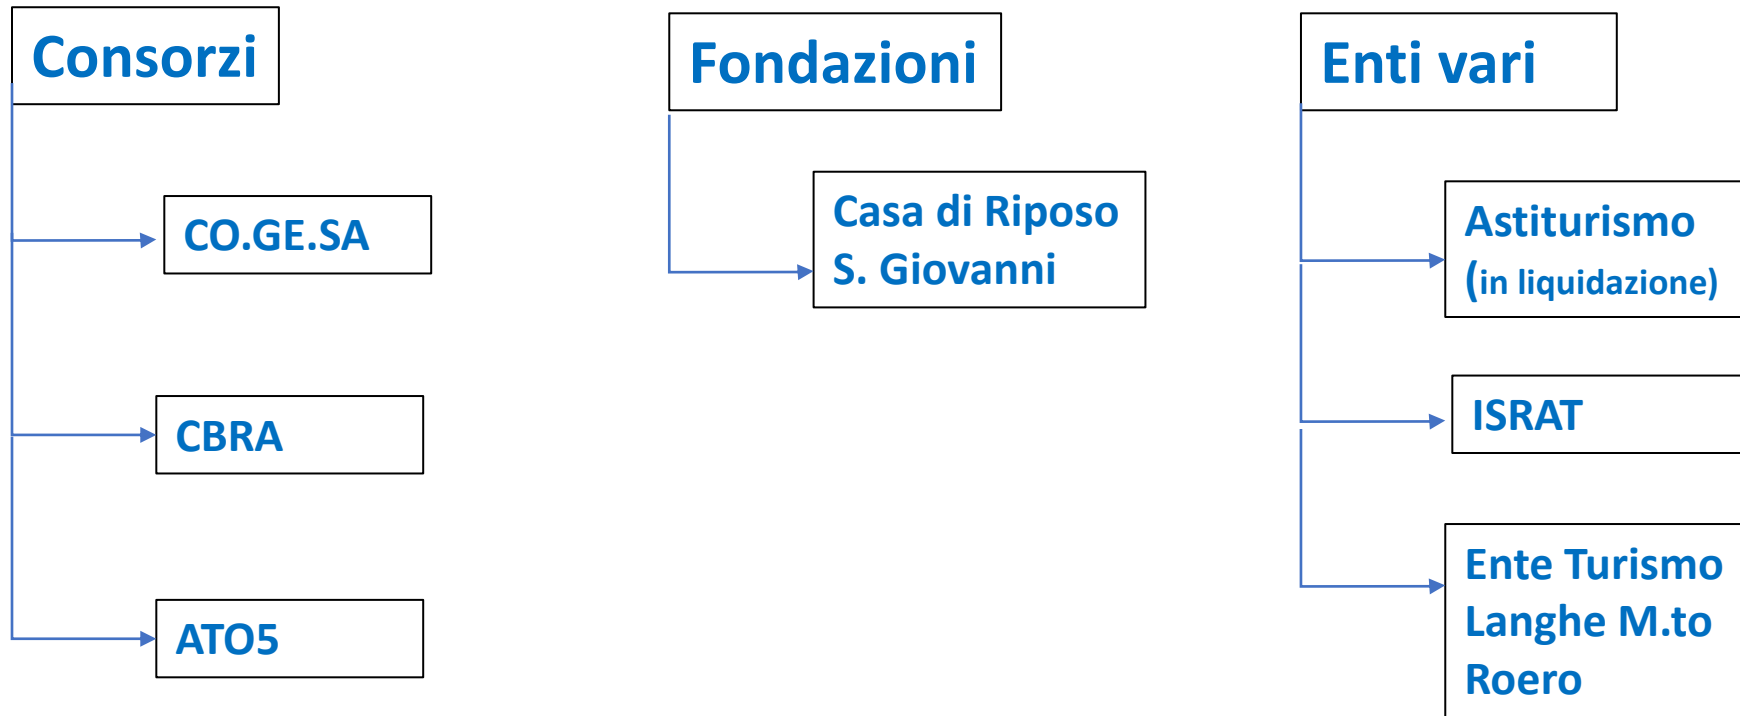 Consorzi
CO.GE.SA
CBRA
ATO5
Fondazioni
Casa di Riposo
S. Giovanni
Enti vari
Astiturismo
(in liquidazione)
ISRAT
Ente Turismo
Langhe M.to
Roero